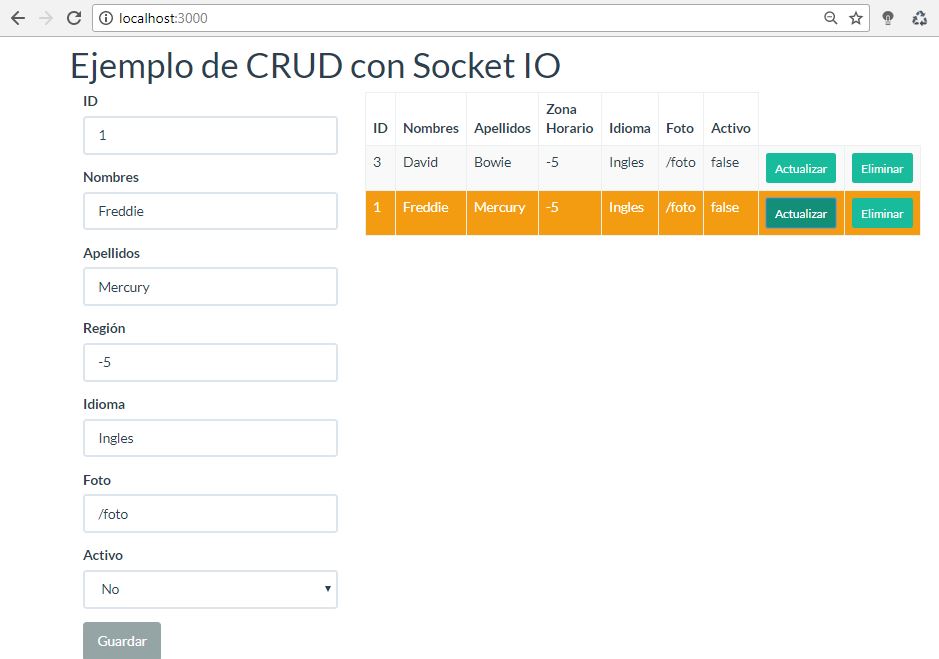 localhost:3000
Ejemplo de CRUD con Socket IO
ID
1
Nombres
Freddie
Apellidos
Mercury
Región
-5
Idioma
Ingles
Foto
/foto
Activo
No
Guardar
ID Nombres Apellidos Zona Horario Idioma Foto Activo
3 David Bowie -5 Ingles /foto false Actualizar Eliminar
1 Freddie Mercury -5 Ingles /foto false Actualizar Eliminar